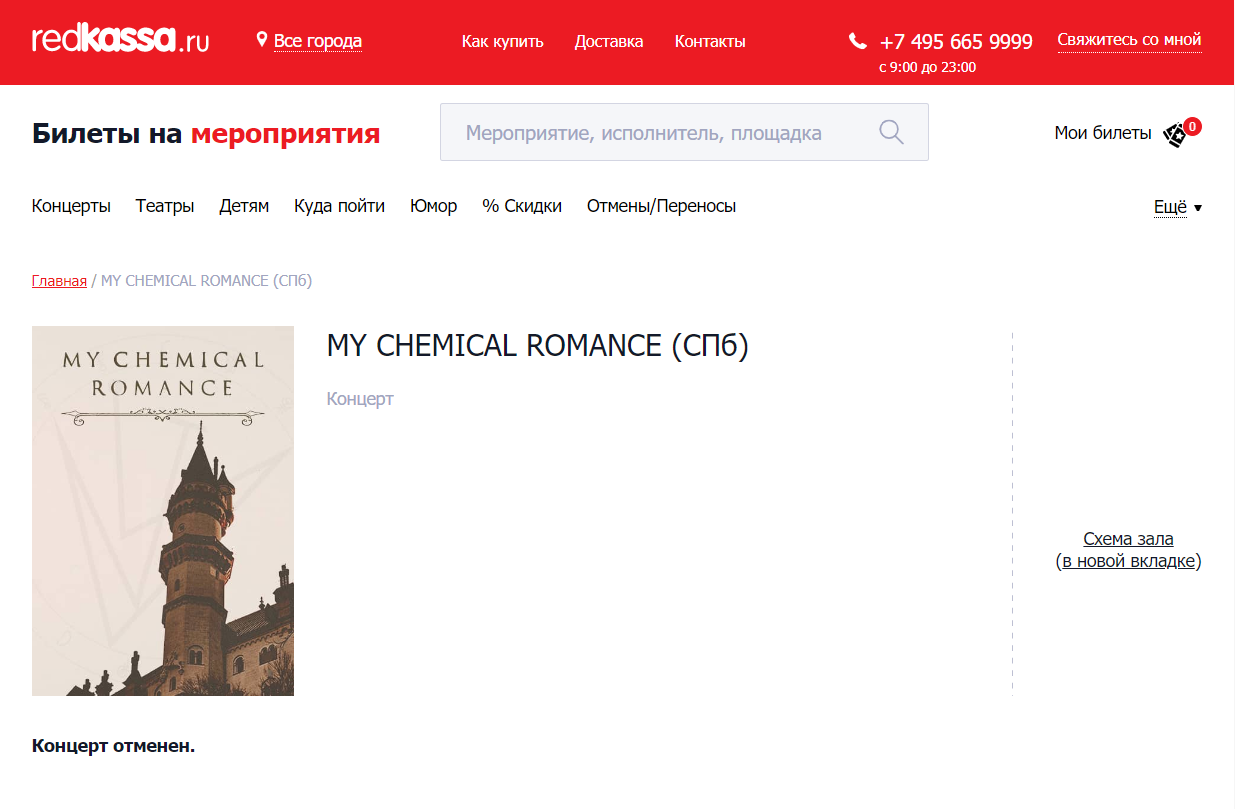 redkassa.ru
Все города
Как купить
Доставка
Контакты
+7 495 665 9999
с 9:00 до 23:00
Свяжитесь со мной
Билеты на мероприятия
Мероприятие, исполнитель, площадка
Мои билеты
0
Концерты
Театры
Детям
Куда пойти
Юмор
% Скидки
Отмены/Переносы
Ещё
Главная / MY CHEMICAL ROMANCE (СПб)
MY CHEMICAL
ROMANCE
MY CHEMICAL ROMANCE (СПб)
Концерт
Схема зала
(в новой вкладке)
Концерт отменен.